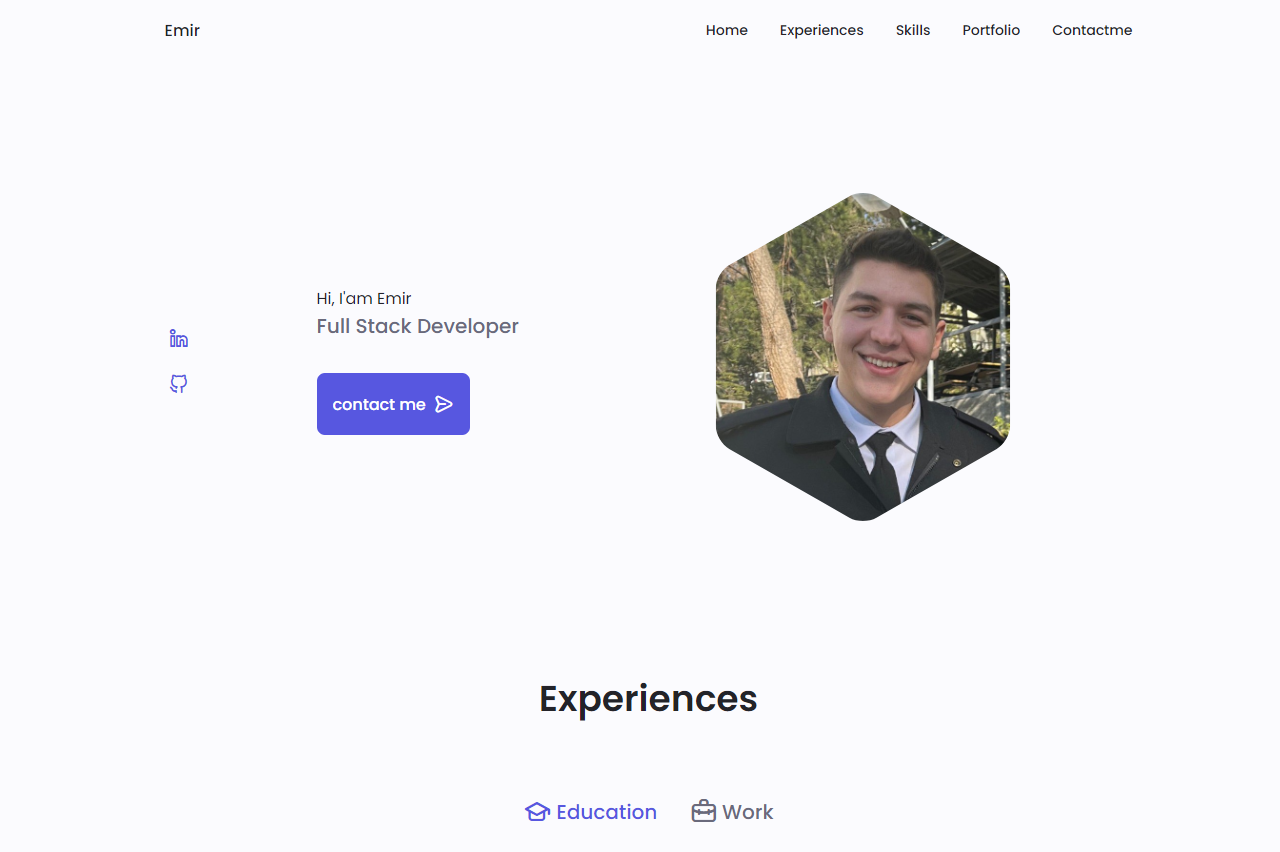 Emir
Home Experiences Skills Portfolio Contactme
Hi, I'am Emir
Full Stack Developer
contact me
Experiences
Education Work